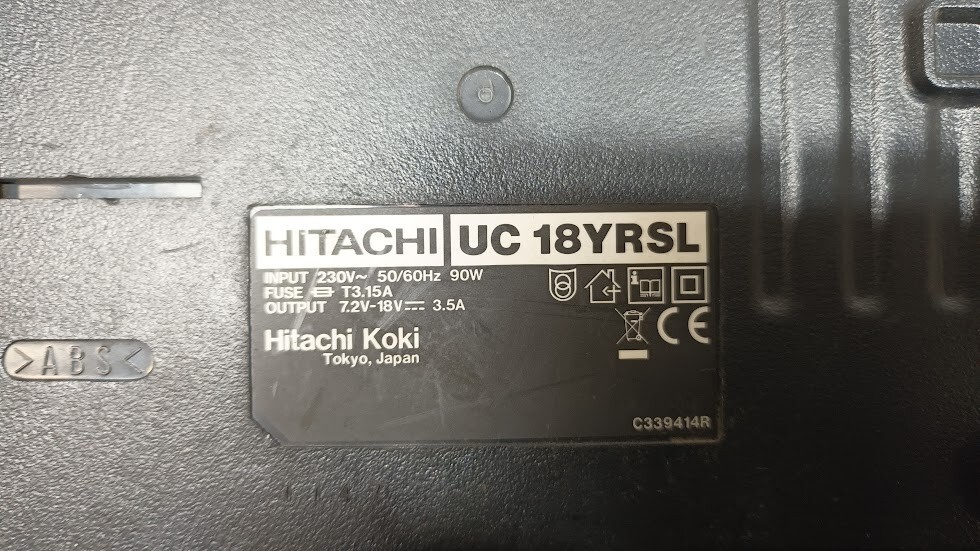 HiTACHI UC 18YRSL
INPUT 230V~ 50/60Hz 90W
FUSE T3.15A
OUTPUT 7.2V-18V⎓ 3.5A
Hitachi Koki
Tokyo, Japan
CE
>ABS<
C339414R